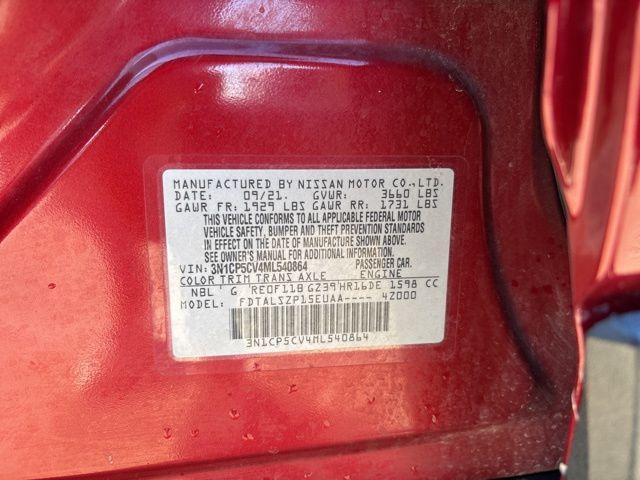 MANUFACTURED BY NISSAN MOTOR CO.,LTD.
DATE: 09/21. GVWR: 3660 LBS
GAWR FR: 1929 LBS GAWR RR: 1731 LBS
THIS VEHICLE CONFORMS TO ALL APPLICABLE FEDERAL MOTOR
VEHICLE SAFETY, BUMPER AND THEFT PREVENTION STANDARDS
IN EFFECT ON THE DATE OF MANUFACTURE SHOWN ABOVE.
SEE OWNER'S MANUAL FOR ADDITIONAL INFORMATION.
VIN: 3N1CP5CV4ML540864 PASSENGER CAR.
COLOR TRIM TRANS AXLE ENGINE
NBL G RE0F11B GZ39 HR16DE 1598 CC
MODEL: FDTALSZP15EUAA---- 4Z000
3N1CP5CV4ML540864